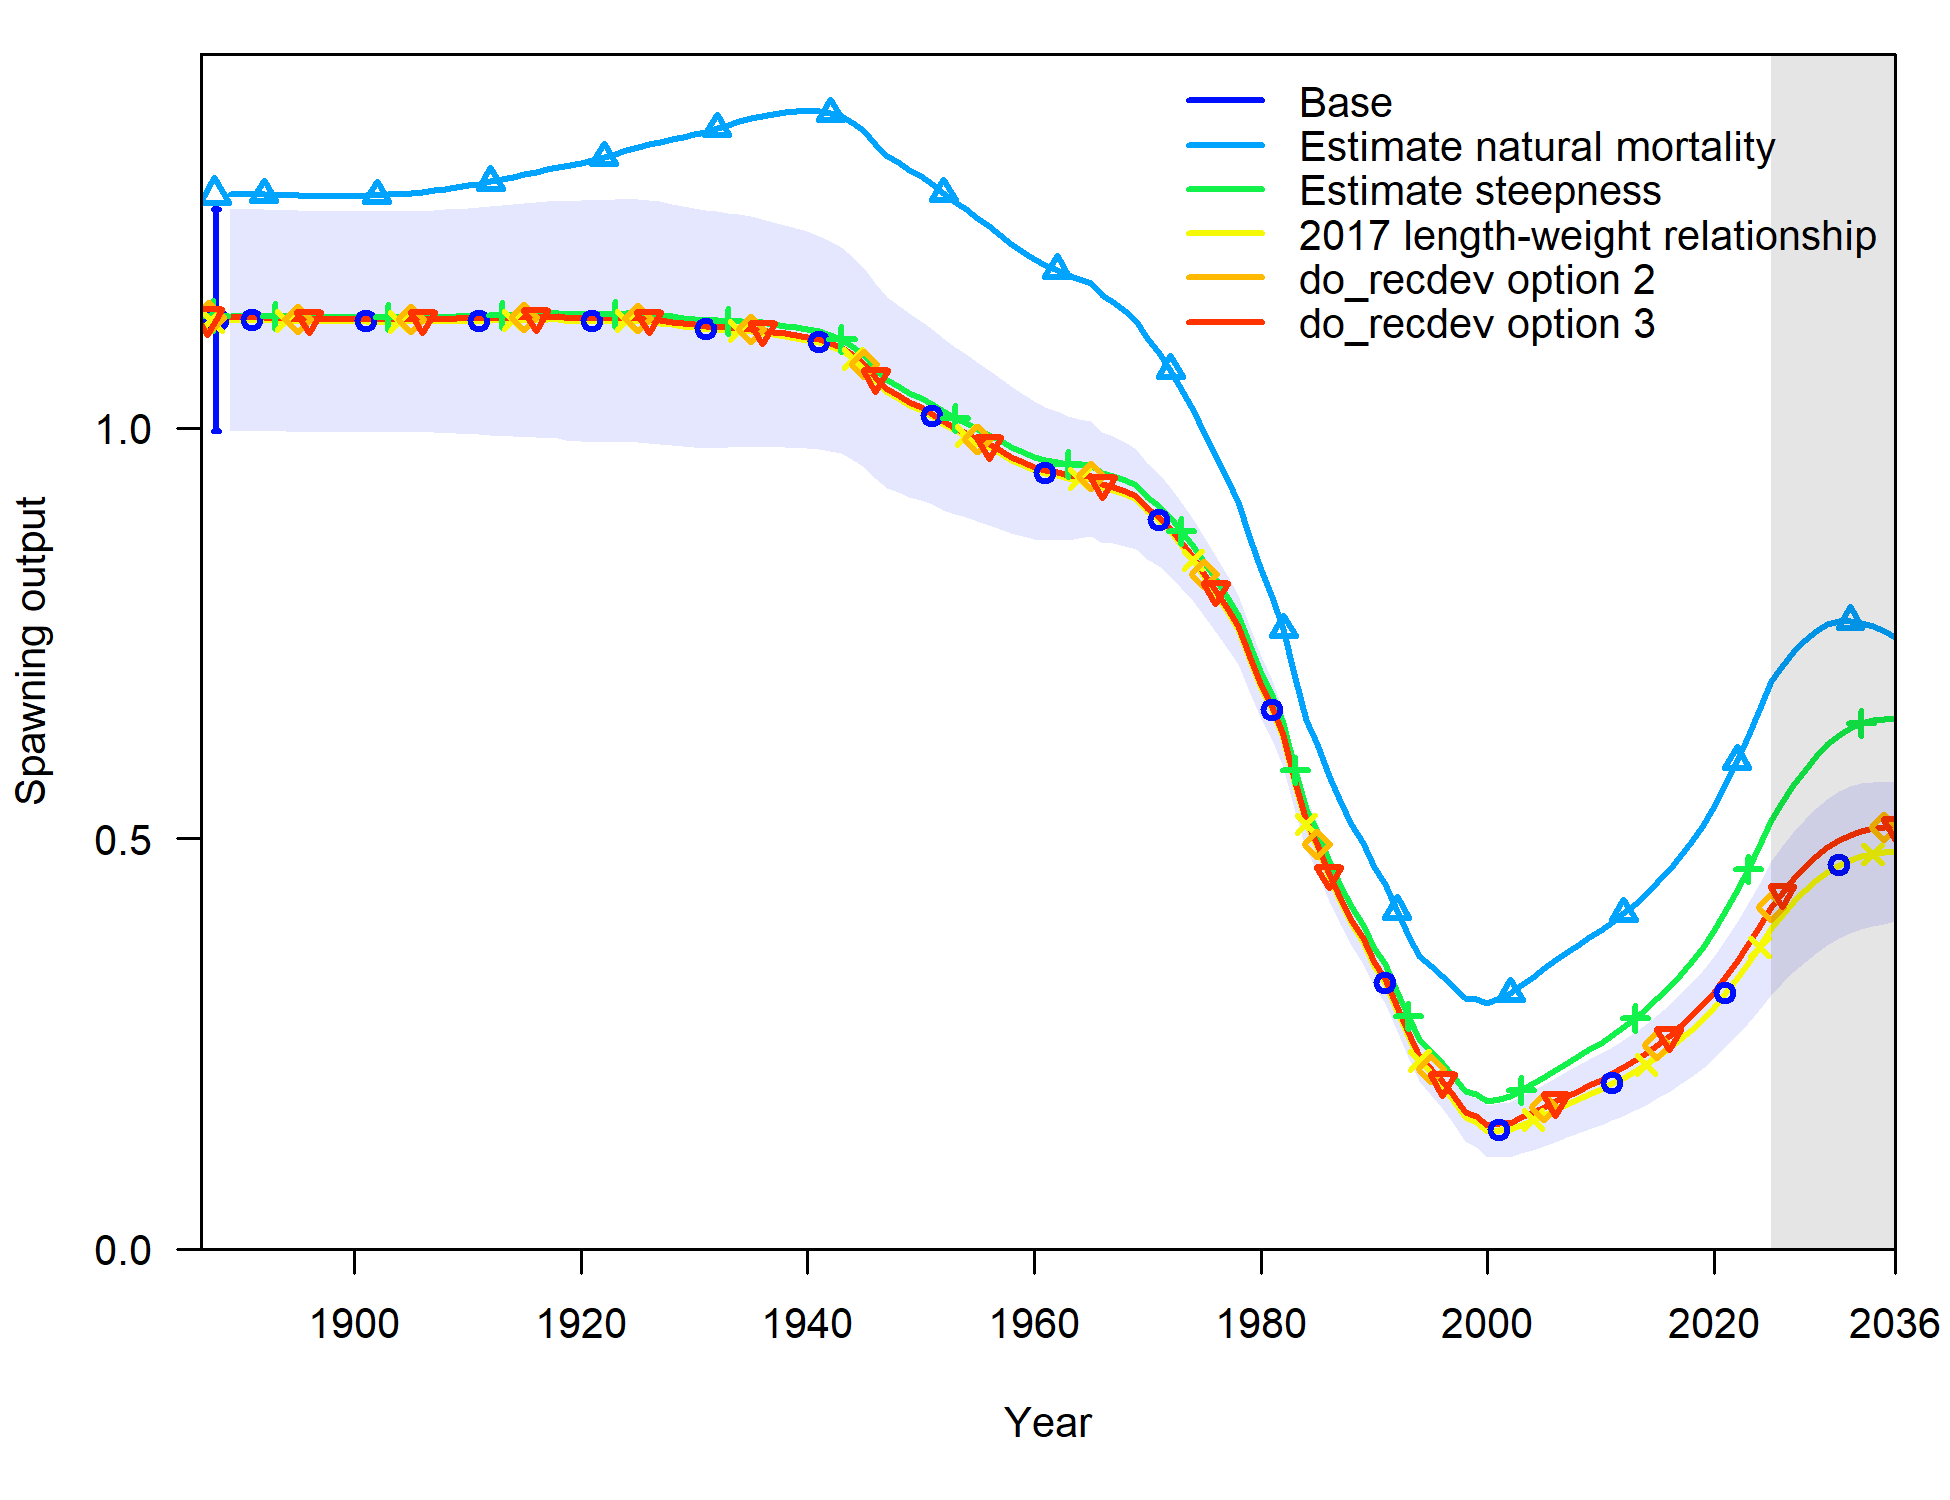 Base
Estimate natural mortality
Estimate steepness
2017 length-weight relationship
do_recdev option 2
do_recdev option 3
Spawning output
1.0
0.5
0.0
1900 1920 1940 1960 1980 2000 2020 2036
Year